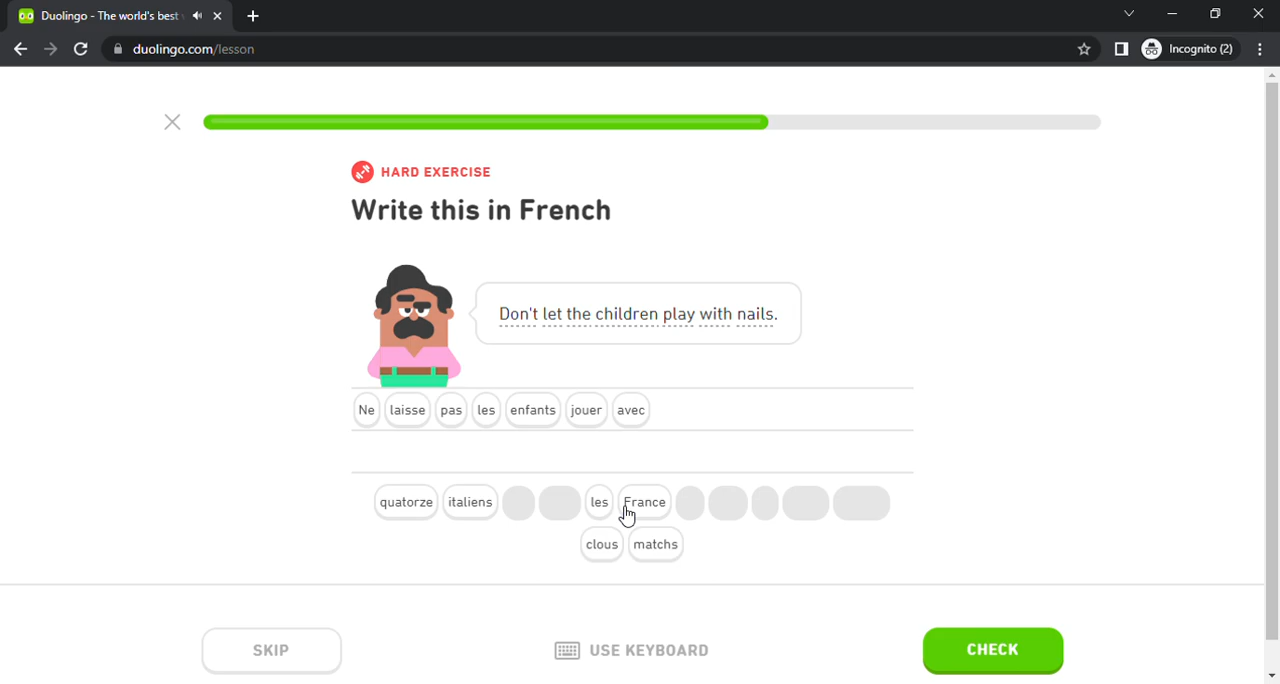 Duolingo - The world's best
duolingo.com/lesson
Incognito (2)
HARD EXERCISE
Write this in French
Don't let the children play with nails.
Ne laisse pas les enfants jouer avec
quatorze italiens les France
clous matchs
SKIP USE KEYBOARD CHECK